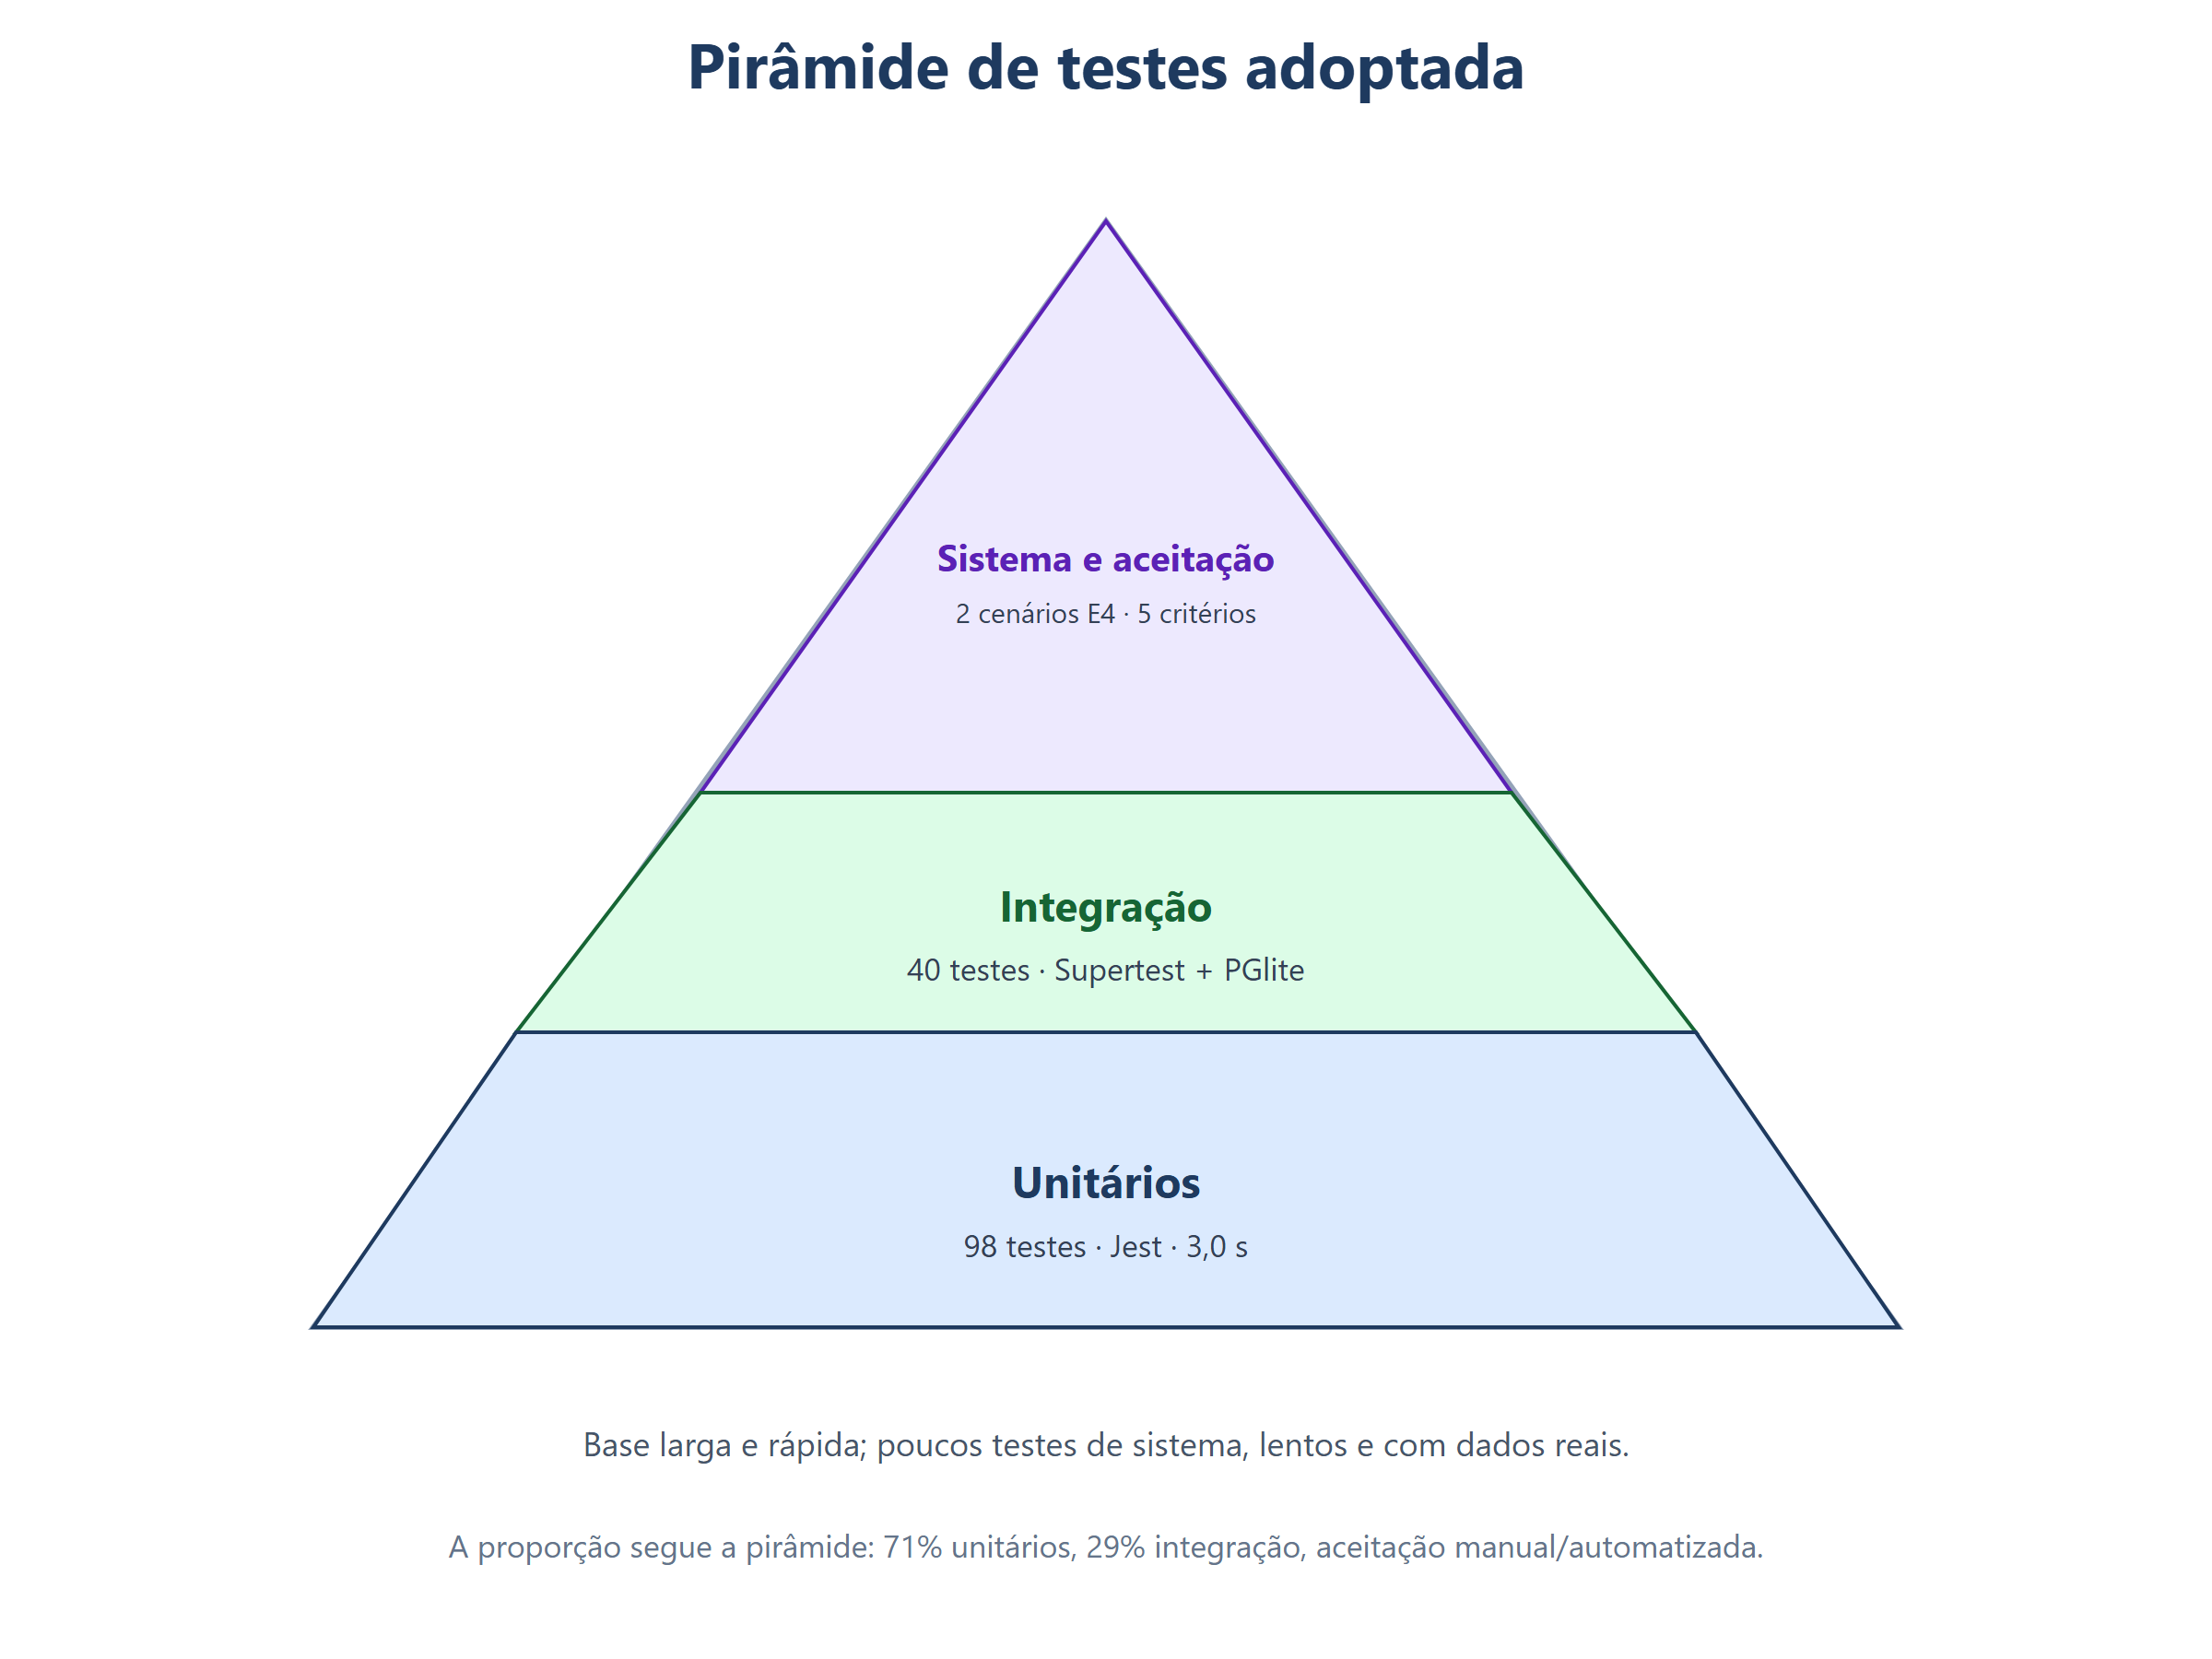 Pirâmide de testes adoptada
Sistema e aceitação
2 cenários E4 · 5 critérios
Integração
40 testes · Supertest + PGlite
Unitários
98 testes · Jest · 3,0 s
Base larga e rápida; poucos testes de sistema, lentos e com dados reais.
A proporção segue a pirâmide: 71% unitários, 29% integração, aceitação manual/automatizada.